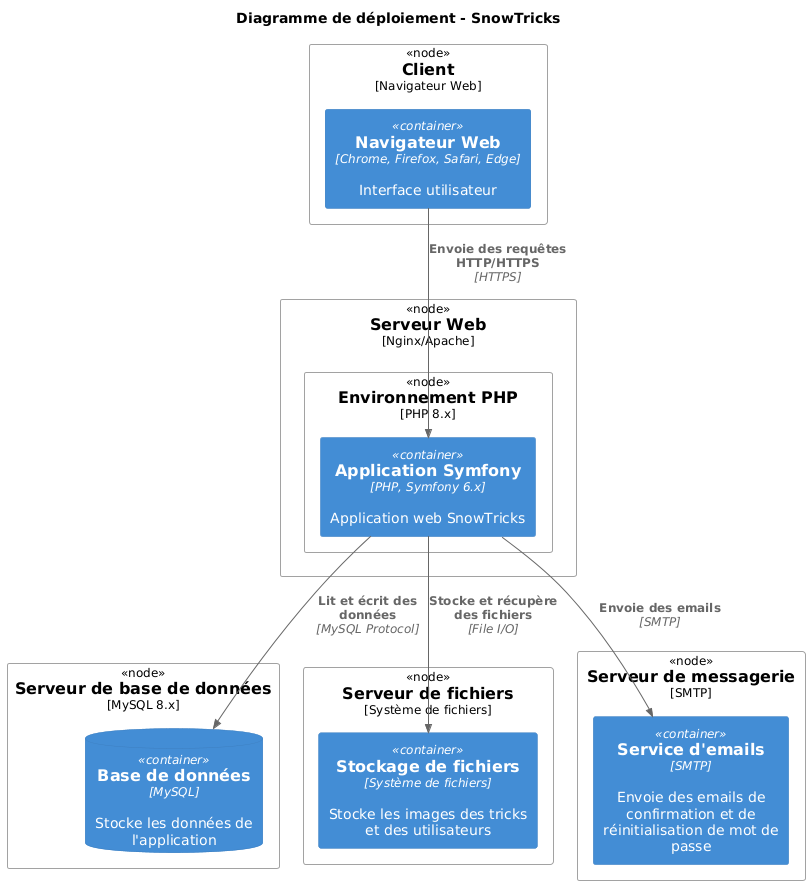 Diagramme de déploiement - SnowTricks
«node»
Client
[Navigateur Web]
«container»
Navigateur Web
[Chrome, Firefox, Safari, Edge]
Interface utilisateur
Envoie des requêtes
HTTP/HTTPS
[HTTPS]
«node»
Serveur Web
[Nginx/Apache]
«node»
Environnement PHP
[PHP 8.x]
«container»
Application Symfony
[PHP, Symfony 6.x]
Application web SnowTricks
Lit et écrit des
données
[MySQL Protocol]
Stocke et récupère
des fichiers
[File I/O]
Envoie des emails
[SMTP]
«node»
Serveur de base de données
[MySQL 8.x]
«container»
Base de données
[MySQL]
Stocke les données de
l'application
«node»
Serveur de fichiers
[Système de fichiers]
«container»
Stockage de fichiers
[Système de fichiers]
Stocke les images des tricks
et des utilisateurs
«node»
Serveur de messagerie
[SMTP]
«container»
Service d'emails
[SMTP]
Envoie des emails de
confirmation et de
réinitialisation de mot de
passe